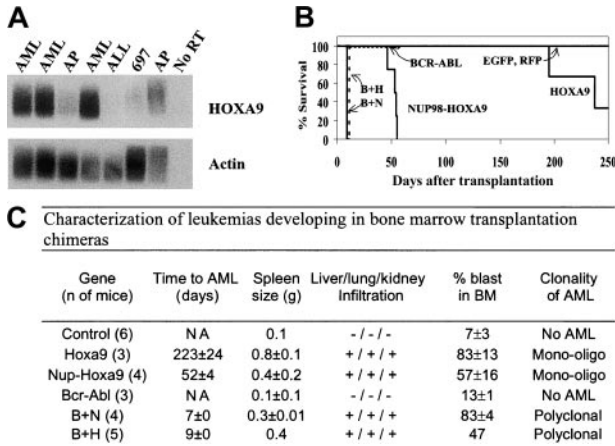 A
AML
AML
AP
AML
ALL
697
AP
No RT
HOXA9
Actin
B
% Survival
100
80
60
40
20
0
BCR-ABL
EGFP, RFP
B+H
B+N
NUP98-HOXA9
HOXA9
0 50 100 150 200 250
Days after transplantation
C Characterization of leukemias developing in bone marrow transplantation
chimeras
Gene Time to AML Spleen Liver/lung/kidney % blast Clonality
(n of mice) (days) size (g) Infiltration in BM of AML
Control (6) NA 0.1 - / - / - 7±3 No AML
Hoxa9 (3) 223±24 0.8±0.1 + / + / + 83±13 Mono-oligo
Nup-Hoxa9 (4) 52±4 0.4±0.2 + / + / + 57±16 Mono-oligo
Bcr-Abl (3) NA 0.1±0.1 - / - / - 13±1 No AML
B+N (4) 7±0 0.3±0.01 + / + / + 83±4 Polyclonal
B+H (5) 9±0 0.4 + / + / + 47 Polyclonal